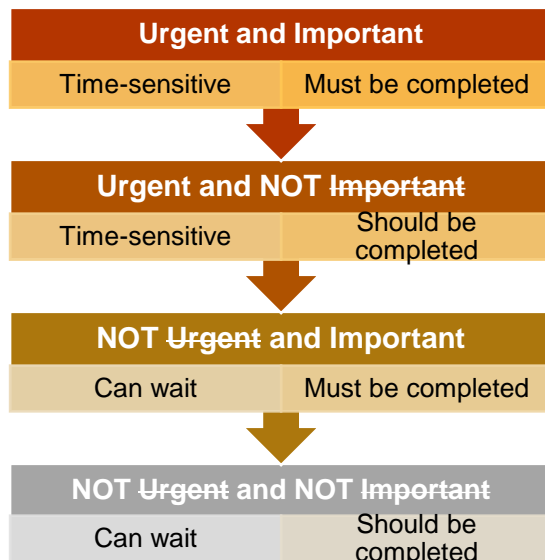 Urgent and Important
Time-sensitive Must be completed
Urgent and NOT Important
Time-sensitive Should be
completed
NOT Urgent and Important
Can wait Must be completed
NOT Urgent and NOT Important
Can wait Should be
completed